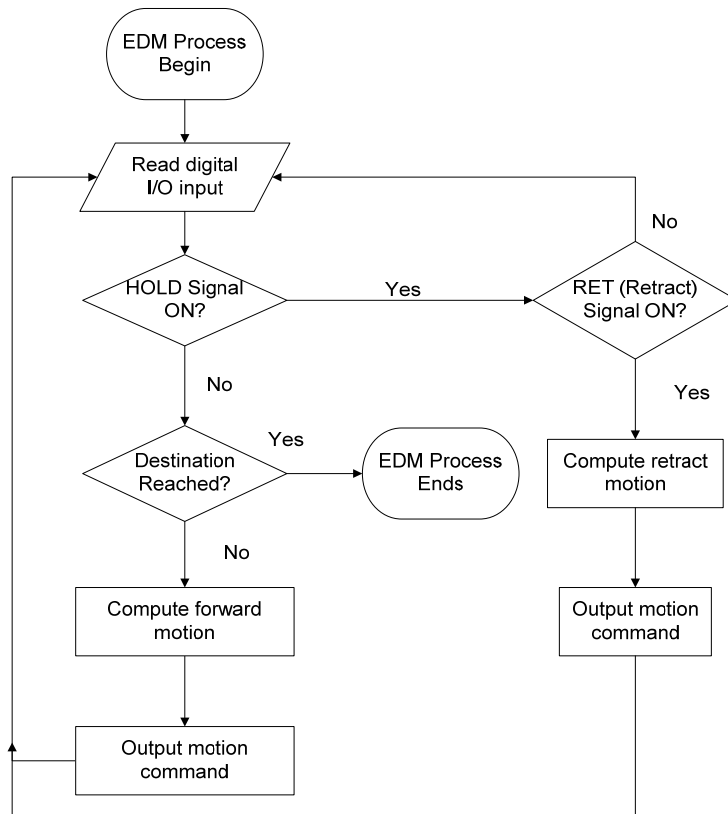 EDM Process
Begin
Read digital
I/O input
No
HOLD Signal
ON?
Yes
RET (Retract)
Signal ON?
No
Yes
Destination
Reached?
Yes
EDM Process
Ends
Compute retract
motion
No
Compute forward
motion
Output motion
command
Output motion
command